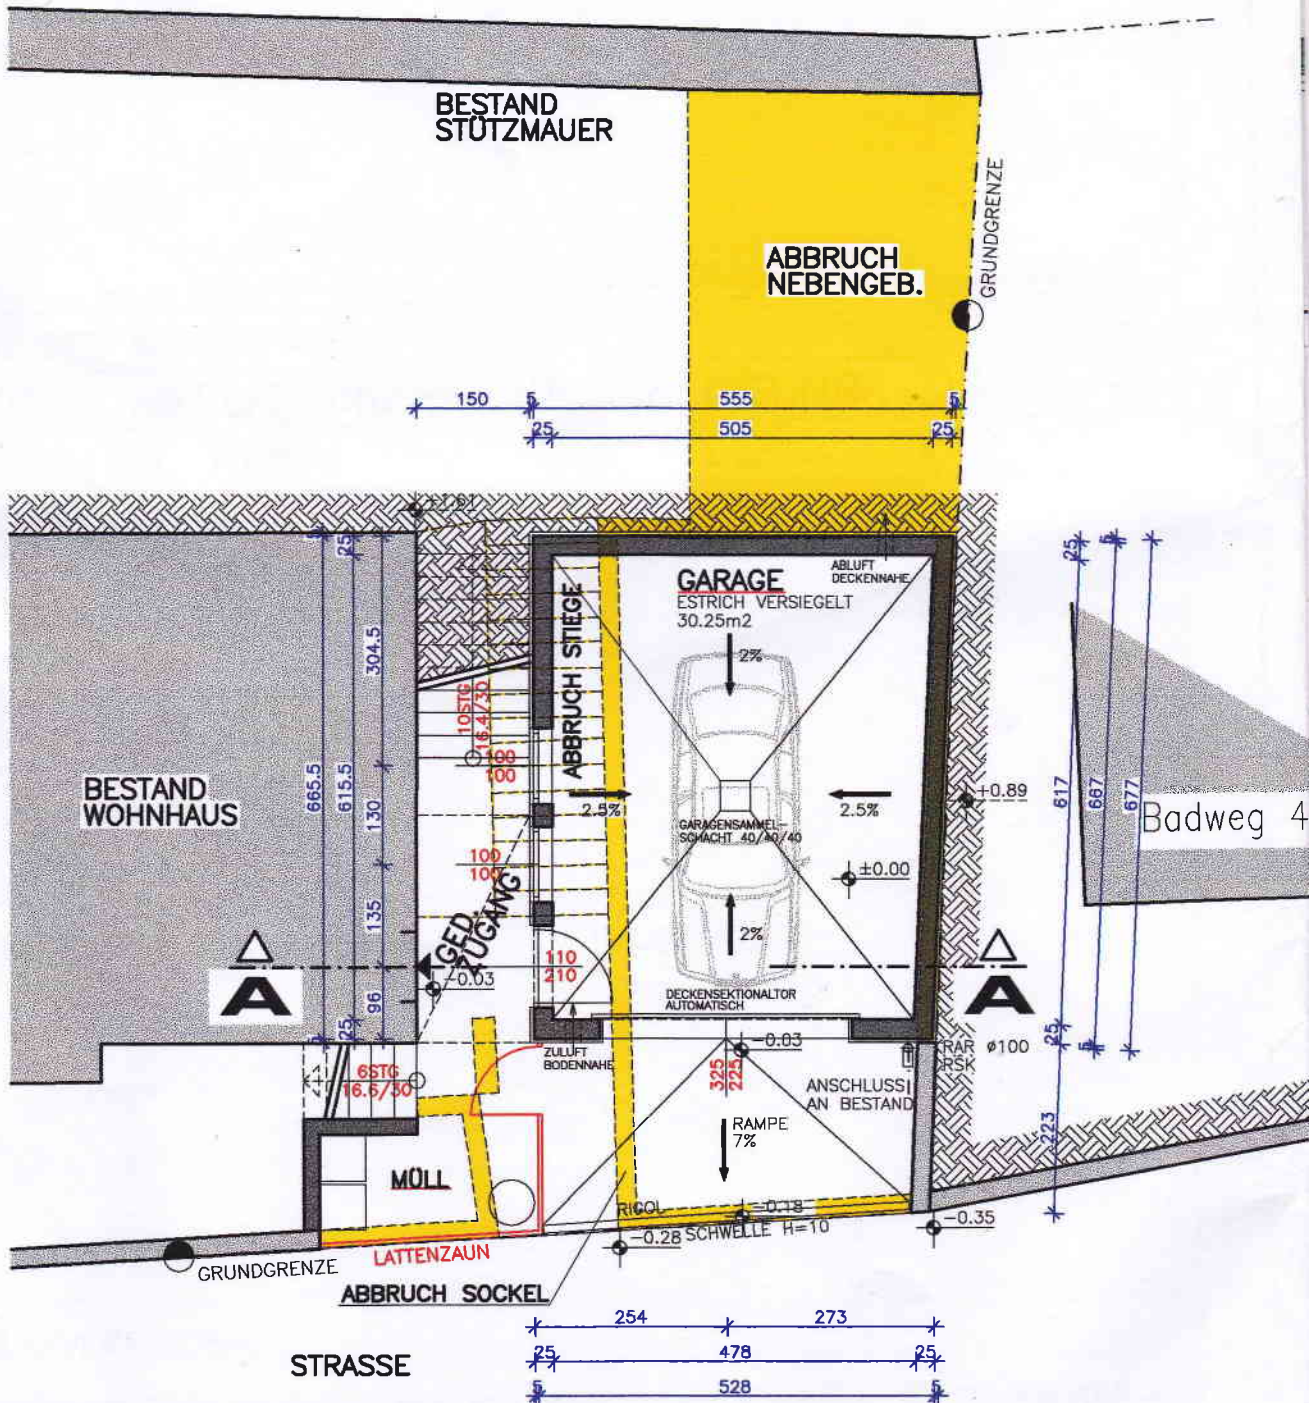 BESTAND
STÜTZMAUER
ABBRUCH
NEBENGEB.
GRUNDGRENZE
150
5
555
5
25
505
25
+1.61
5
25
ABLUFT
DECKENNAHE
25
5
GARAGE
ESTRICH VERSIEGELT
30.25m2
2%
ABBRUCH STIEGE
304.5
10STG
16.4/30
100
100
BESTAND
WOHNHAUS
665.5
615.5
130
2.5%
2.5%
+0.89
GARAGENSAMMEL-
SCHACHT 40/40/40
617
667
677
Badweg 4
100
100
±0.00
135
GED.
ZUGANG
2%
110
210
A
A
-0.03
96
DECKENSEKTIONALTOR
AUTOMATISCH
25
5
25
5
ZULUFT
BODENNAHE
-0.03
RAR ø100
RSK
6STG
16.6/30
325
225
ANSCHLUSS
AN BESTAND
RAMPE
7%
223
MÜLL
RIGOL
-0.18
-0.28
SCHWELLE H=10
-0.35
LATTENZAUN
GRUNDGRENZE
ABBRUCH SOCKEL
254
273
STRASSE
25
478
25
5
528
5